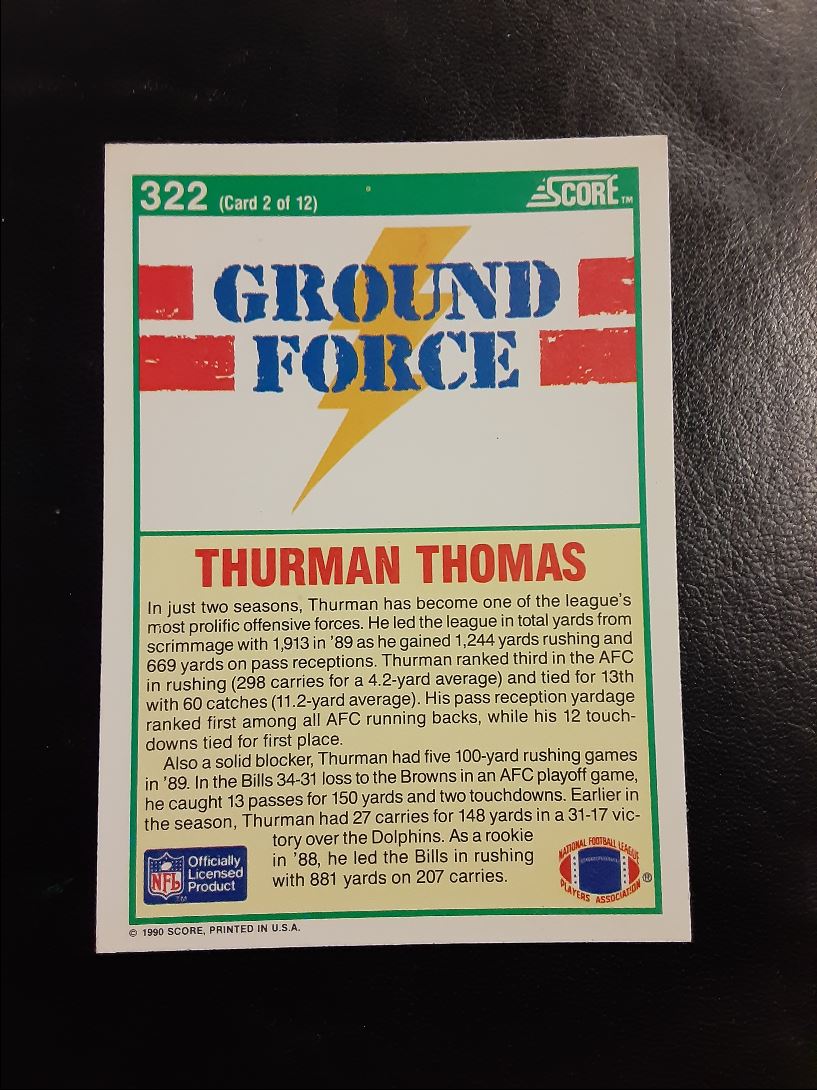 322 (Card 2 of 12) SCORE™
GROUND
FORCE
THURMAN THOMAS
In just two seasons, Thurman has become one of the league's
most prolific offensive forces. He led the league in total yards from
scrimmage with 1,913 in '89 as he gained 1,244 yards rushing and
669 yards on pass receptions. Thurman ranked third in the AFC
in rushing (298 carries for a 4.2-yard average) and tied for 13th
with 60 catches (11.2-yard average). His pass reception yardage
ranked first among all AFC running backs, while his 12 touch-
downs tied for first place.
Also a solid blocker, Thurman had five 100-yard rushing games
in '89. In the Bills 34-31 loss to the Browns in an AFC playoff game,
he caught 13 passes for 150 yards and two touchdowns. Earlier in
the season, Thurman had 27 carries for 148 yards in a 31-17 vic-
tory over the Dolphins. As a rookie
in '88, he led the Bills in rushing
with 881 yards on 207 carries.
NFL
Officially
Licensed
Product
TM
NATIONAL FOOTBALL LEAGUE
PLAYERS ASSOCIATION ®
© 1990 SCORE, PRINTED IN U.S.A.